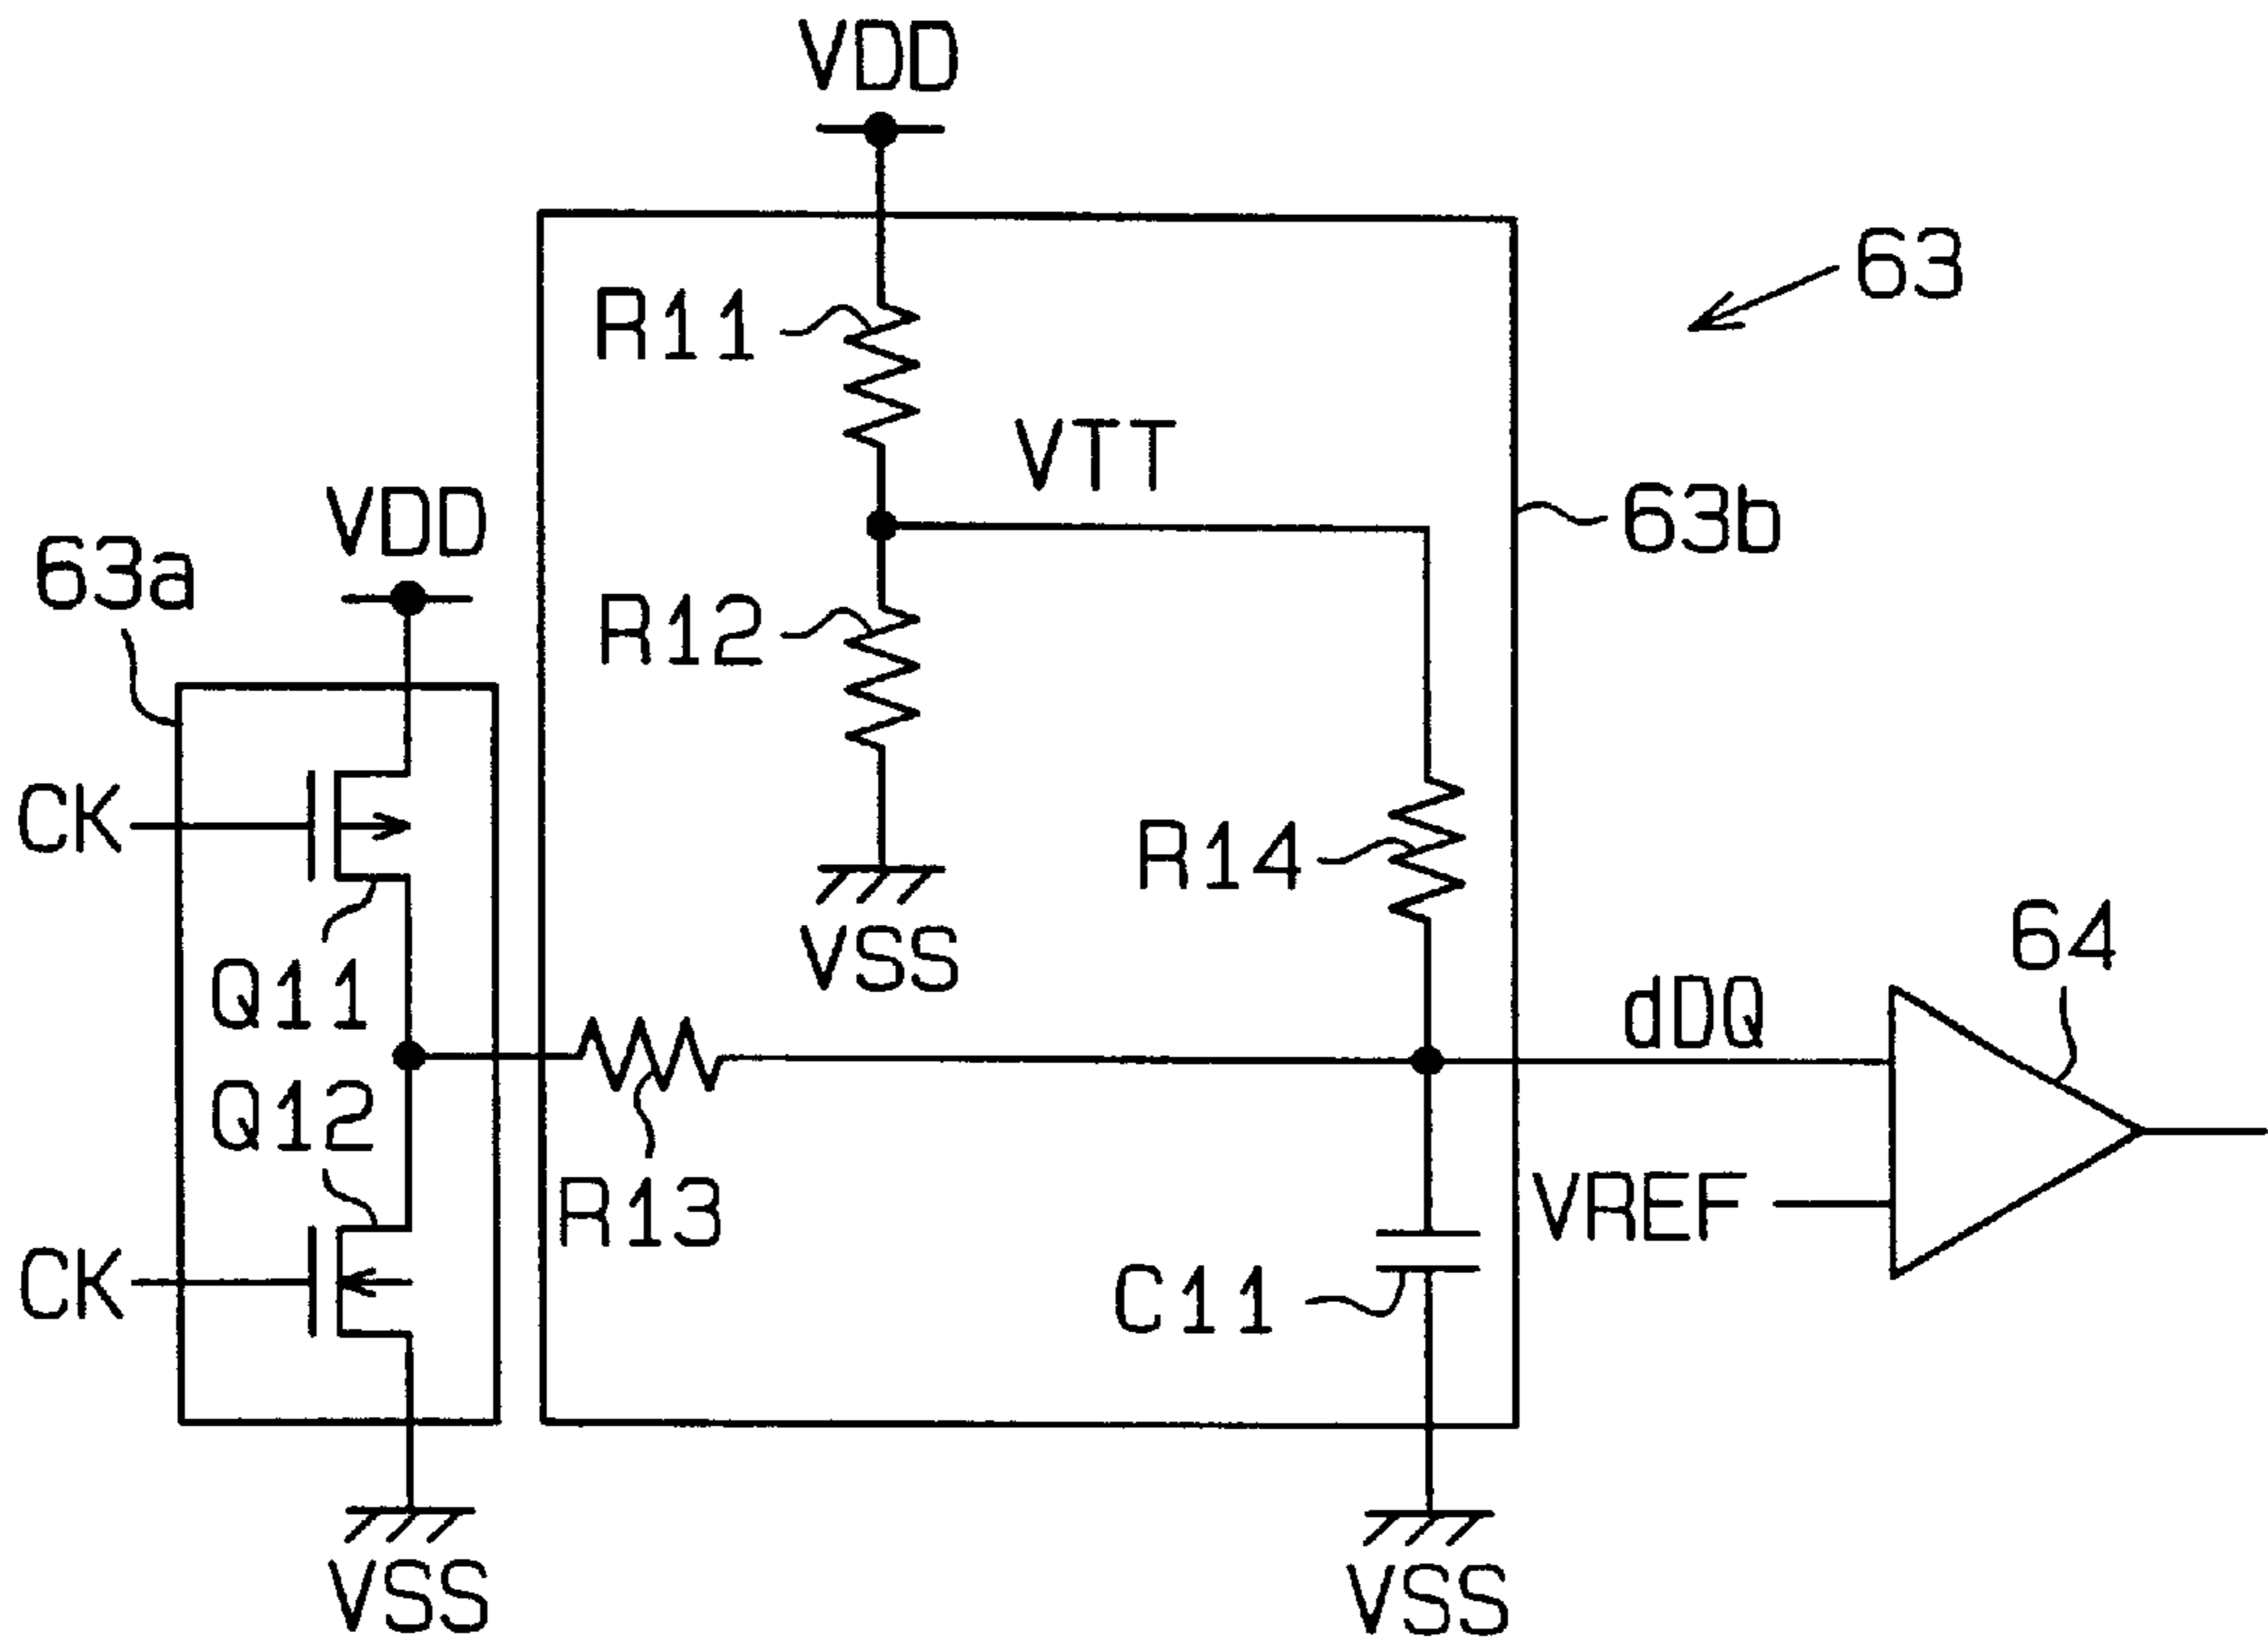 VDD
63
R11
VTT
VDD
63b
63a
R12
CK
R14
VSS
64
Q11
dDQ
Q12
R13
VREF
CK
C11
VSS
VSS